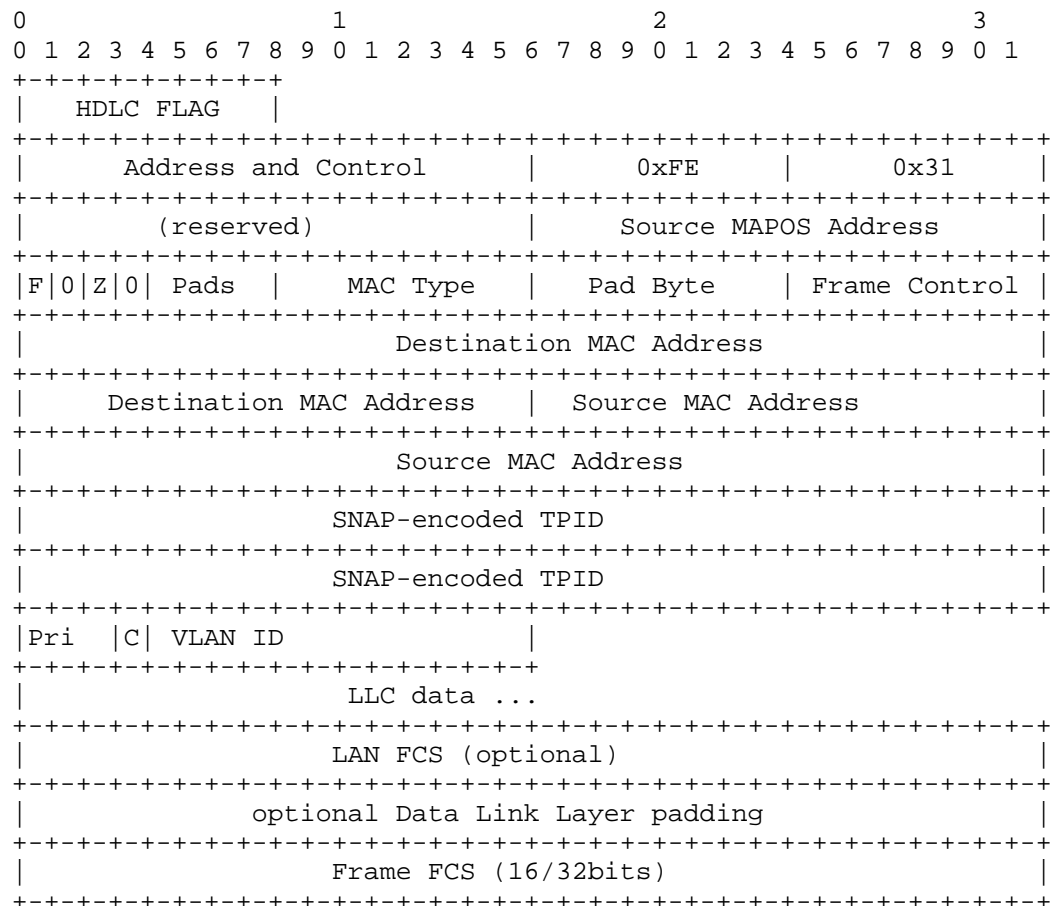 0                   1                   2                   3
0 1 2 3 4 5 6 7 8 9 0 1 2 3 4 5 6 7 8 9 0 1 2 3 4 5 6 7 8 9 0 1
+-+-+-+-+-+-+-+-+
|   HDLC FLAG   |
+-+-+-+-+-+-+-+-+-+-+-+-+-+-+-+-+-+-+-+-+-+-+-+-+-+-+-+-+-+-+-+-+
|      Address and Control      |      0xFE     |      0x31     |
+-+-+-+-+-+-+-+-+-+-+-+-+-+-+-+-+-+-+-+-+-+-+-+-+-+-+-+-+-+-+-+-+
|        (reserved)             |     Source MAPOS Address      |
+-+-+-+-+-+-+-+-+-+-+-+-+-+-+-+-+-+-+-+-+-+-+-+-+-+-+-+-+-+-+-+-+
|F|0|Z|0| Pads  |    MAC Type   |   Pad Byte    | Frame Control |
+-+-+-+-+-+-+-+-+-+-+-+-+-+-+-+-+-+-+-+-+-+-+-+-+-+-+-+-+-+-+-+-+
|                       Destination MAC Address                 |
+-+-+-+-+-+-+-+-+-+-+-+-+-+-+-+-+-+-+-+-+-+-+-+-+-+-+-+-+-+-+-+-+
|     Destination MAC Address   |  Source MAC Address           |
+-+-+-+-+-+-+-+-+-+-+-+-+-+-+-+-+-+-+-+-+-+-+-+-+-+-+-+-+-+-+-+-+
|                       Source MAC Address                      |
+-+-+-+-+-+-+-+-+-+-+-+-+-+-+-+-+-+-+-+-+-+-+-+-+-+-+-+-+-+-+-+-+
|                   SNAP-encoded TPID                           |
+-+-+-+-+-+-+-+-+-+-+-+-+-+-+-+-+-+-+-+-+-+-+-+-+-+-+-+-+-+-+-+-+
|                   SNAP-encoded TPID                           |
+-+-+-+-+-+-+-+-+-+-+-+-+-+-+-+-+-+-+-+-+-+-+-+-+-+-+-+-+-+-+-+-+
|Pri  |C| VLAN ID               |
+-+-+-+-+-+-+-+-+-+-+-+-+-+-+-+-+
|                    LLC data ...
+-+-+-+-+-+-+-+-+-+-+-+-+-+-+-+-+-+-+-+-+-+-+-+-+-+-+-+-+-+-+-+-+
|                   LAN FCS (optional)                          |
+-+-+-+-+-+-+-+-+-+-+-+-+-+-+-+-+-+-+-+-+-+-+-+-+-+-+-+-+-+-+-+-+
|              optional Data Link Layer padding                 |
+-+-+-+-+-+-+-+-+-+-+-+-+-+-+-+-+-+-+-+-+-+-+-+-+-+-+-+-+-+-+-+-+
|                   Frame FCS (16/32bits)                       |
+-+-+-+-+-+-+-+-+-+-+-+-+-+-+-+-+-+-+-+-+-+-+-+-+-+-+-+-+-+-+-+-+